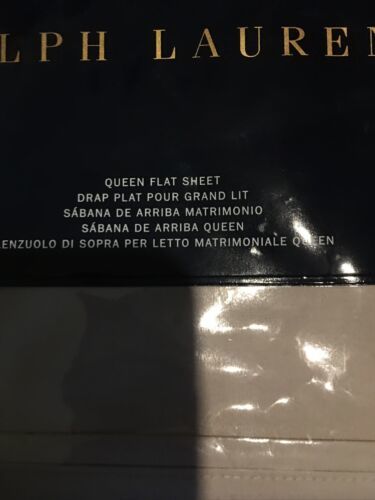 LPH LAUREN
QUEEN FLAT SHEET
DRAP PLAT POUR GRAND LIT
SÁBANA DE ARRIBA MATRIMONIO
SÁBANA DE ARRIBA QUEEN
ENZUOLO DI SOPRA PER LETTO MATRIMONIALE QUEEN